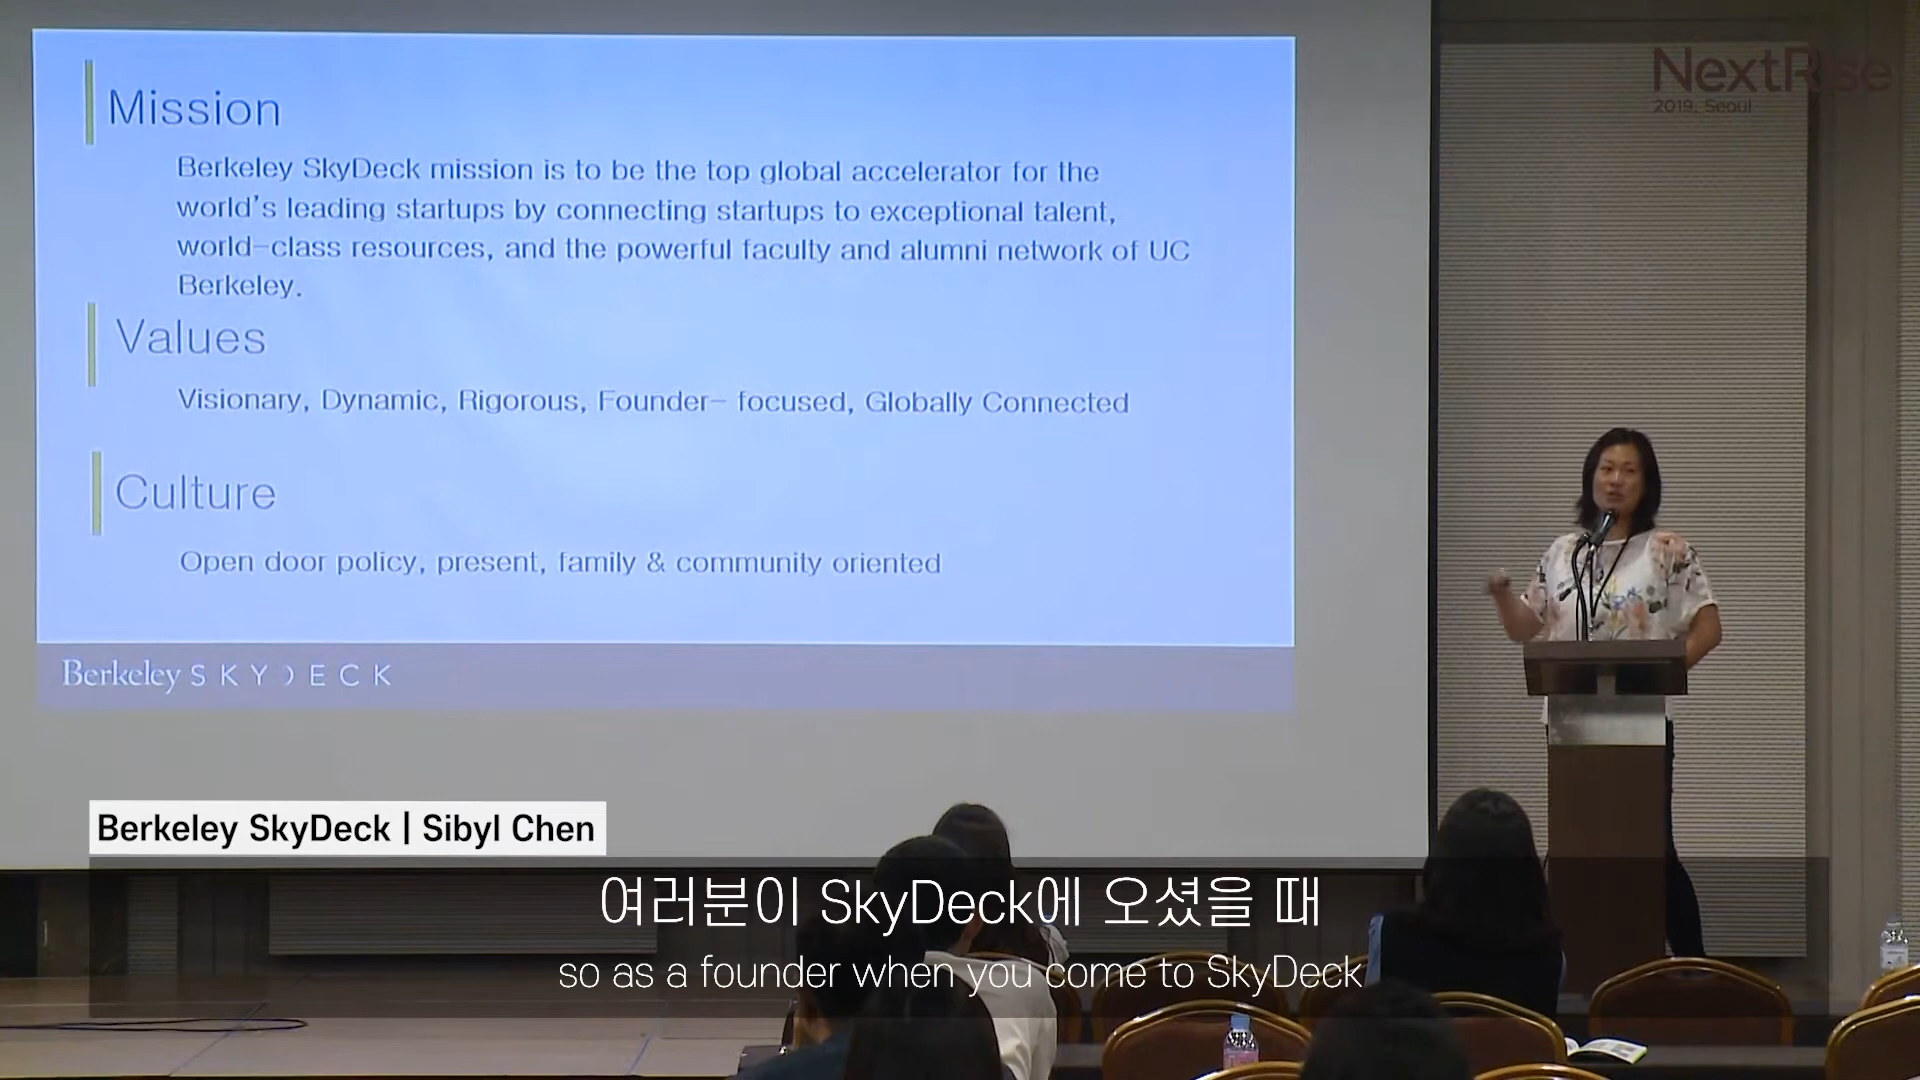 NextRise
2019, Seoul
Mission
Berkeley SkyDeck mission is to be the top global accelerator for the
world's leading startups by connecting startups to exceptional talent,
world-class resources, and the powerful faculty and alumni network of UC
Berkeley.
Values
Visionary, Dynamic, Rigorous, Founder- focused, Globally Connected
Culture
Open door policy, present, family & community oriented
Berkeley SKYDECK
Berkeley SkyDeck | Sibyl Chen
여러분이 SkyDeck에 오셨을 때
so as a founder when you come to SkyDeck